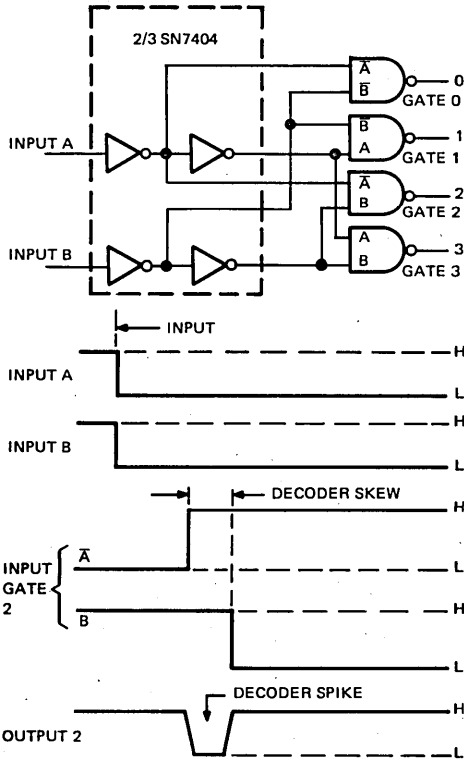 2/3 SN7404
A̅
B̅
0
GATE 0
INPUT A
B̅
A
1
GATE 1
A̅
B
2
GATE 2
INPUT B
A
B
3
GATE 3
INPUT
H
INPUT A
L
H
INPUT B
L
DECODER SKEW
H
A̅
L
INPUT
GATE
2
H
B
L
DECODER SPIKE
H
OUTPUT 2
L